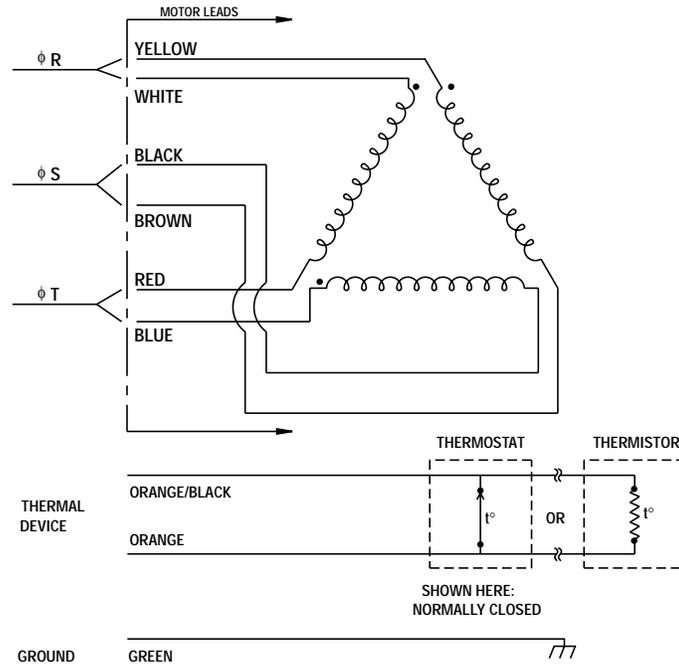 MOTOR LEADS
ϕ R
YELLOW
WHITE
ϕ S
BLACK
BROWN
ϕ T
RED
BLUE
THERMOSTAT
THERMISTOR
THERMAL
DEVICE
ORANGE/BLACK
ORANGE
t°
OR
t°
SHOWN HERE:
NORMALLY CLOSED
GROUND
GREEN